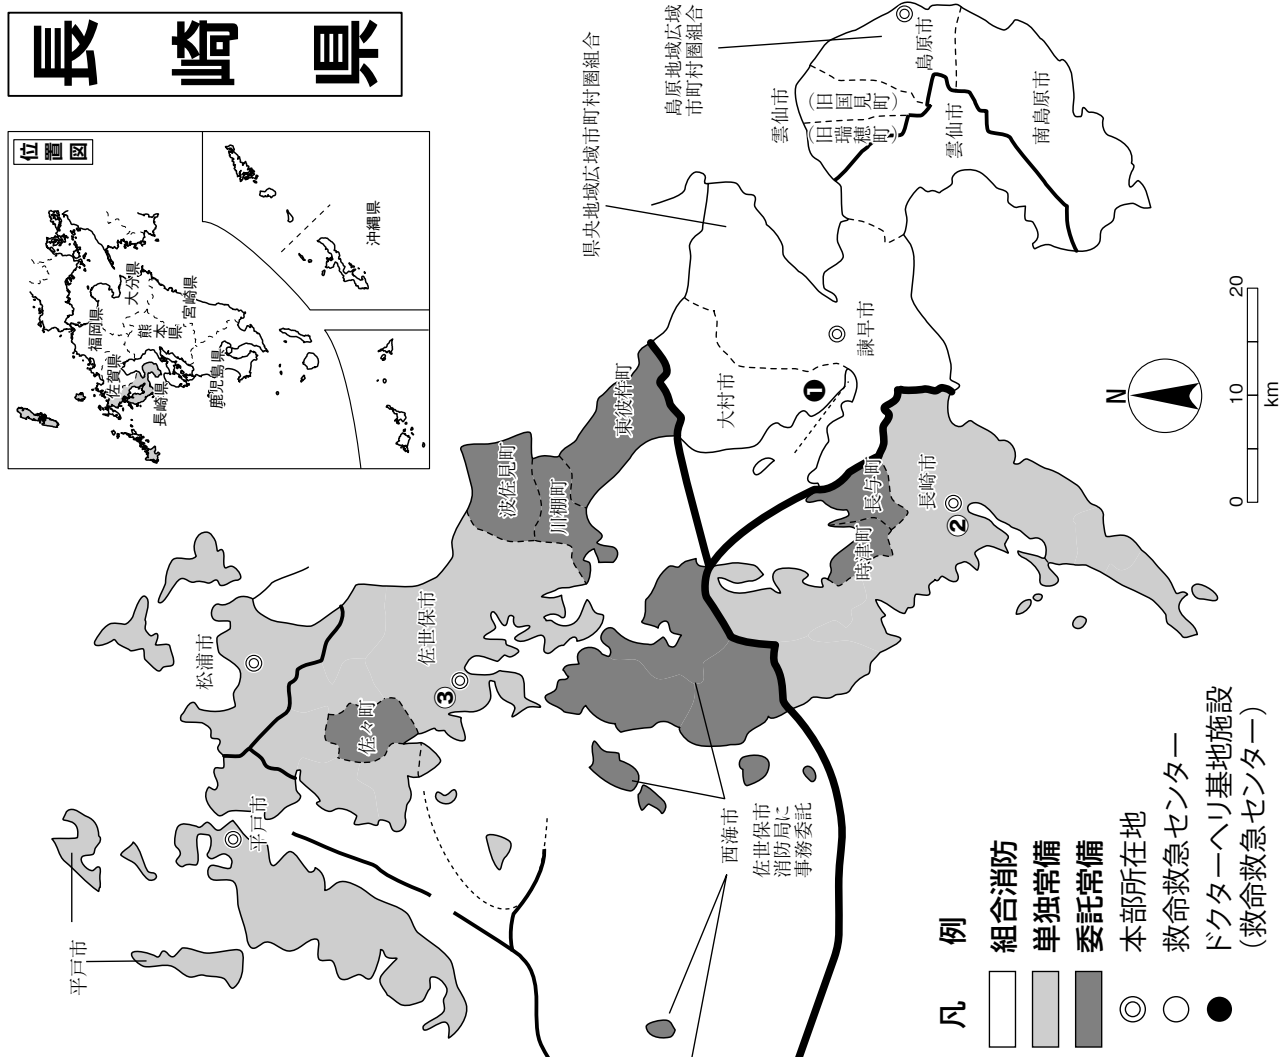 長崎県
位置図
福岡県
佐賀県
長崎県
大分県
熊本県
宮崎県
鹿児島県
沖縄県
県央地域広域市町村圏組合
島原地域広域
市町村圏組合
島原市
雲仙市
(旧国見町)
(旧瑞穂町)
雲仙市
南島原市
諫早市
大村市
1
東彼杵町
波佐見町
川棚町
長与町
時津町
長崎市
2
松浦市
佐世保市
3
佐々町
平戸市
平戸市
西海市
佐世保市
消防局に
事務委託
N
0 10 20
km
凡例
組合消防
単独常備
委託常備
本部所在地
救命救急センター
ドクターヘリ基地施設
(救命救急センター)